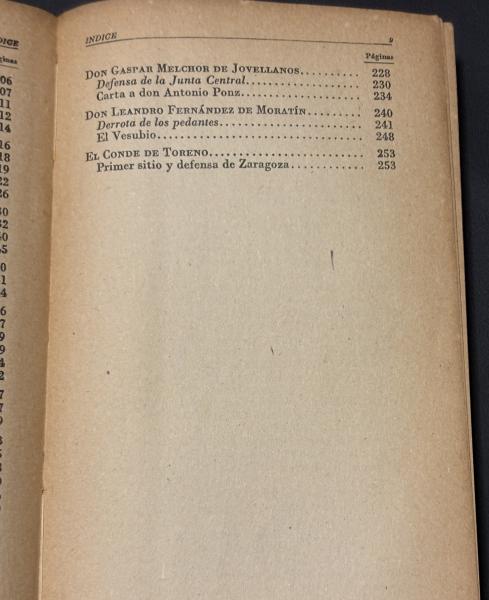 INDICE 9
Páginas
DON GASPAR MELCHOR DE JOVELLANOS.......... 228
Defensa de la Junta Central................. 230
Carta a don Antonio Ponz.................. 234
DON LEANDRO FERNÁNDEZ DE MORATÍN......... 240
Derrota de los pedantes..................... 241
El Vesubio............................... 248
EL CONDE DE TORENO....................... 253
Primer sitio y defensa de Zaragoza............ 253